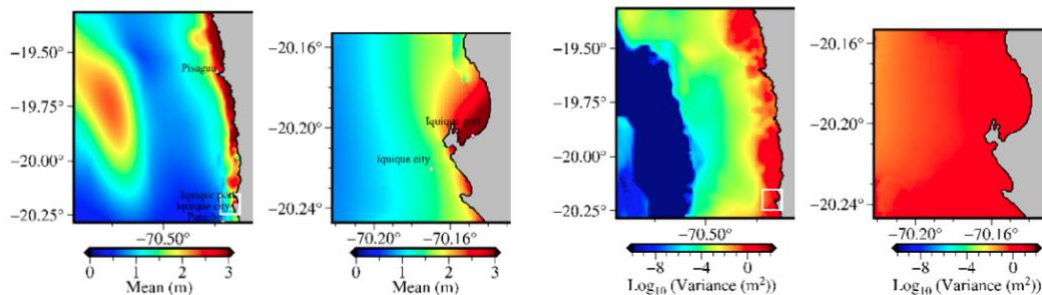 −19.50°
−19.75°
−20.00°
−20.25°
−70.50°
Pisagua
Iquique port
Iquique city
Patache
0 1 2 3
Mean (m)
−20.16°
−20.20°
−20.24°
−70.20° −70.16°
Iquique port
Iquique city
0 1 2 3
Mean (m)
−19.50°
−19.75°
−20.00°
−20.25°
−70.50°
−8 −4 0
Log₁₀ (Variance (m²))
−20.16°
−20.20°
−20.24°
−70.20° −70.16°
−8 −4 0
Log₁₀ (Variance (m²))